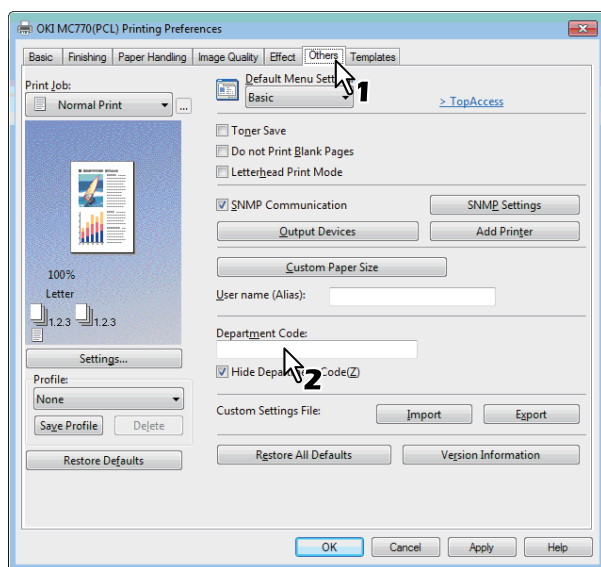 OKI MC770(PCL) Printing Preferences
Basic Finishing Paper Handling Image Quality Effect Others Templates
Print Job:
Normal Print
...
100%
Letter
1.2.3 1.2.3
Settings...
Profile:
None
Save Profile Delete
Restore Defaults
Default Menu Sett
1
Basic
> TopAccess
Toner Save
Do not Print Blank Pages
Letterhead Print Mode
SNMP Communication SNMP Settings
Output Devices Add Printer
Custom Paper Size
User name (Alias):
Department Code:
Hide Depa Code(Z)
2
Custom Settings File: Import Export
Restore All Defaults Version Information
OK Cancel Apply Help